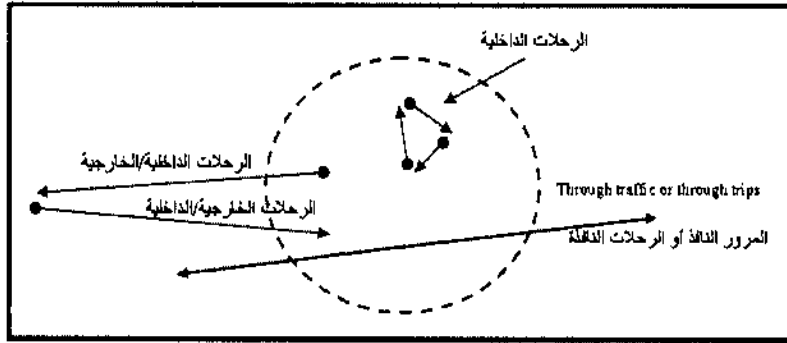 الرحلات الداخلية
الرحلات الداخلية/الخارجية
الرحلات الخارجية/الداخلية
Through traffic or through trips
المرور النافذ أو الرحلات النافذة